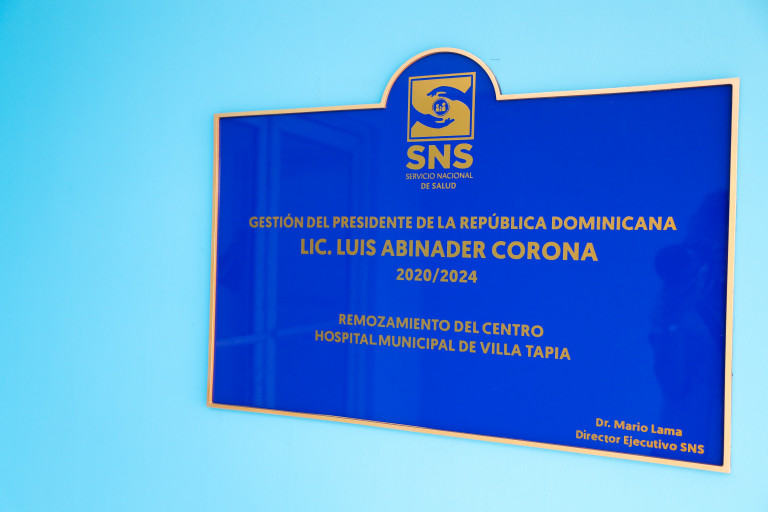 SNS
SERVICIO NACIONAL
DE SALUD
GESTIÓN DEL PRESIDENTE DE LA REPÚBLICA DOMINICANA
LIC. LUIS ABINADER CORONA
2020/2024
REMOZAMIENTO DEL CENTRO
HOSPITAL MUNICIPAL DE VILLA TAPIA
Dr. Mario Lama
Director Ejecutivo SNS